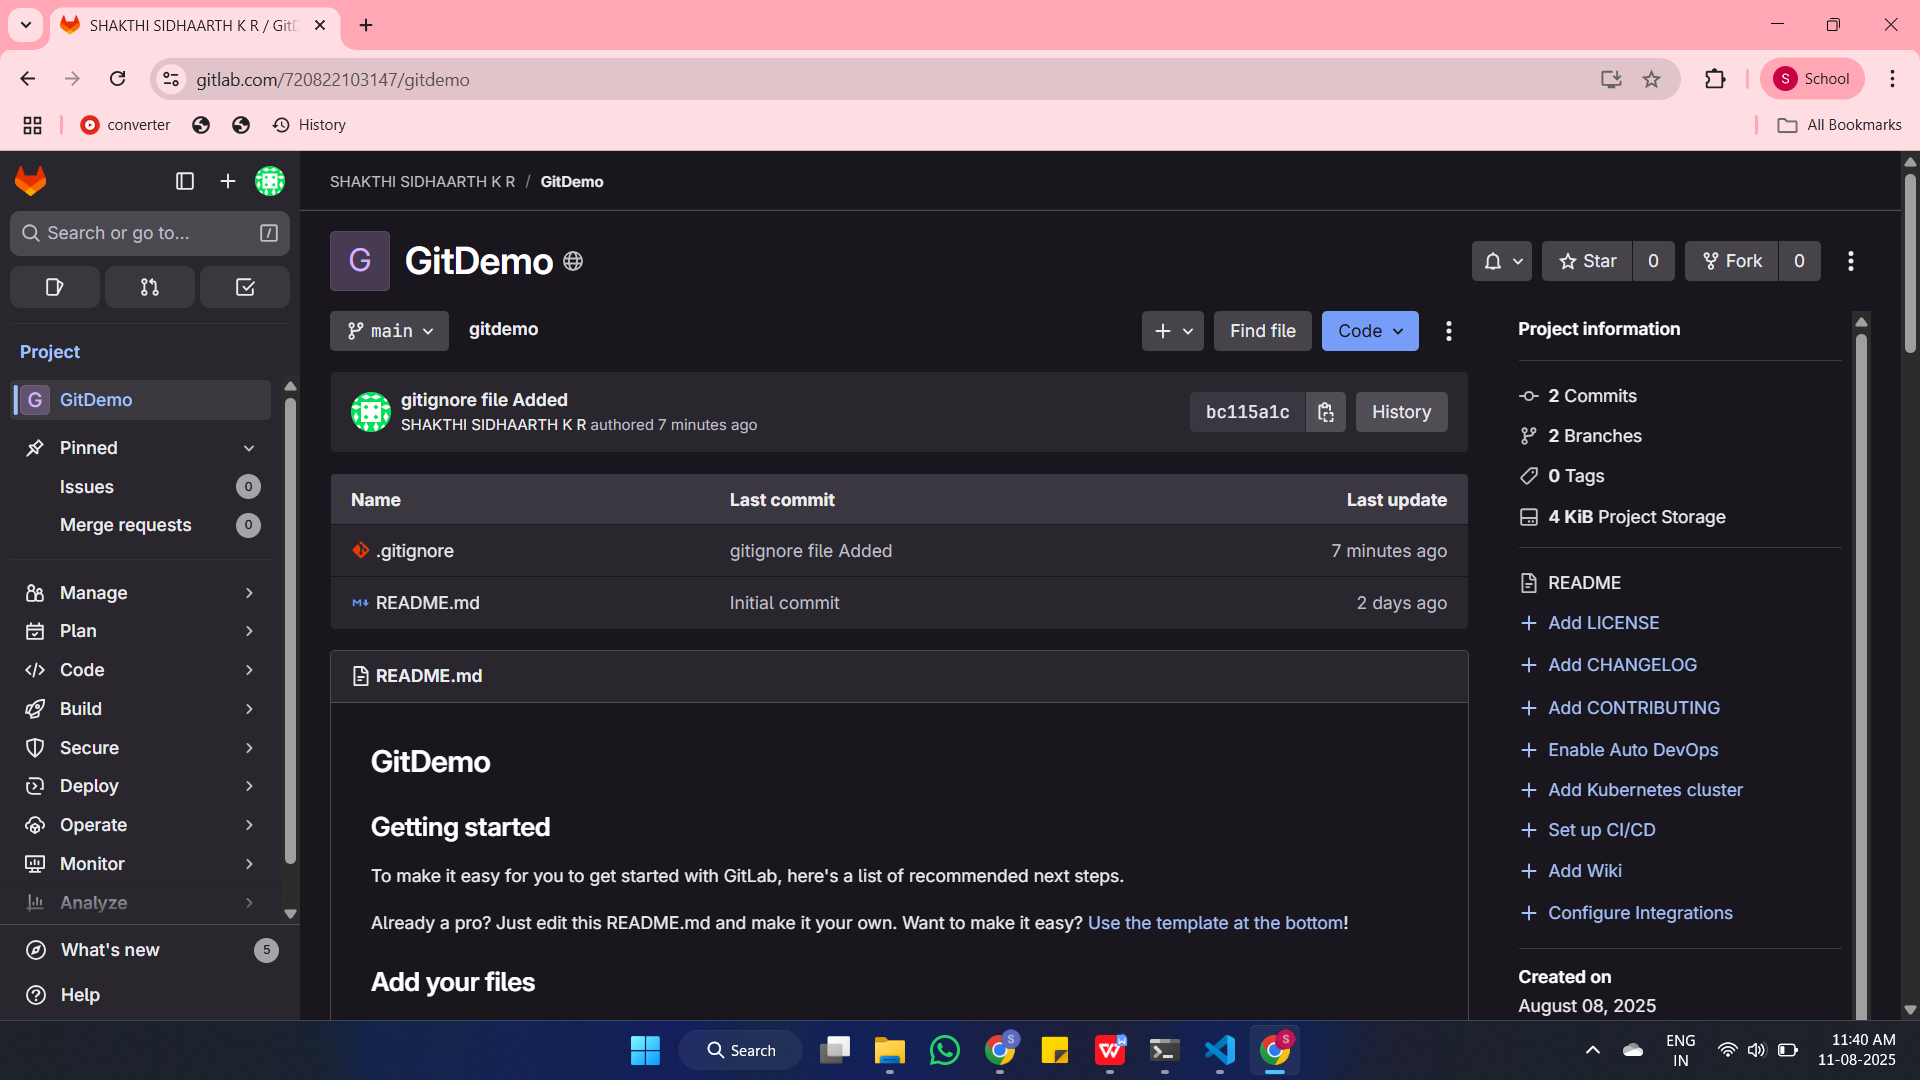 SHAKTHI SIDHAARTH K R / GitD
gitlab.com/720822103147/gitdemo
S School
converter
History
All Bookmarks
Search or go to... /
SHAKTHI SIDHAARTH K R / GitDemo
G GitDemo
Star 0
Fork 0
Project
G GitDemo
Pinned
Issues 0
Merge requests 0
Manage
Plan
Code
Build
Secure
Deploy
Operate
Monitor
Analyze
What's new 5
Help
main
gitdemo
Find file
Code
gitignore file Added
SHAKTHI SIDHAARTH K R authored 7 minutes ago
bc115a1c
History
Name Last commit Last update
.gitignore gitignore file Added 7 minutes ago
README.md Initial commit 2 days ago
README.md
GitDemo
Getting started
To make it easy for you to get started with GitLab, here's a list of recommended next steps.
Already a pro? Just edit this README.md and make it your own. Want to make it easy? Use the template at the bottom!
Add your files
Project information
2 Commits
2 Branches
0 Tags
4 KiB Project Storage
README
Add LICENSE
Add CHANGELOG
Add CONTRIBUTING
Enable Auto DevOps
Add Kubernetes cluster
Set up CI/CD
Add Wiki
Configure Integrations
Created on
August 08, 2025
Search
S
W
S
ENG
IN
11:40 AM
11-08-2025